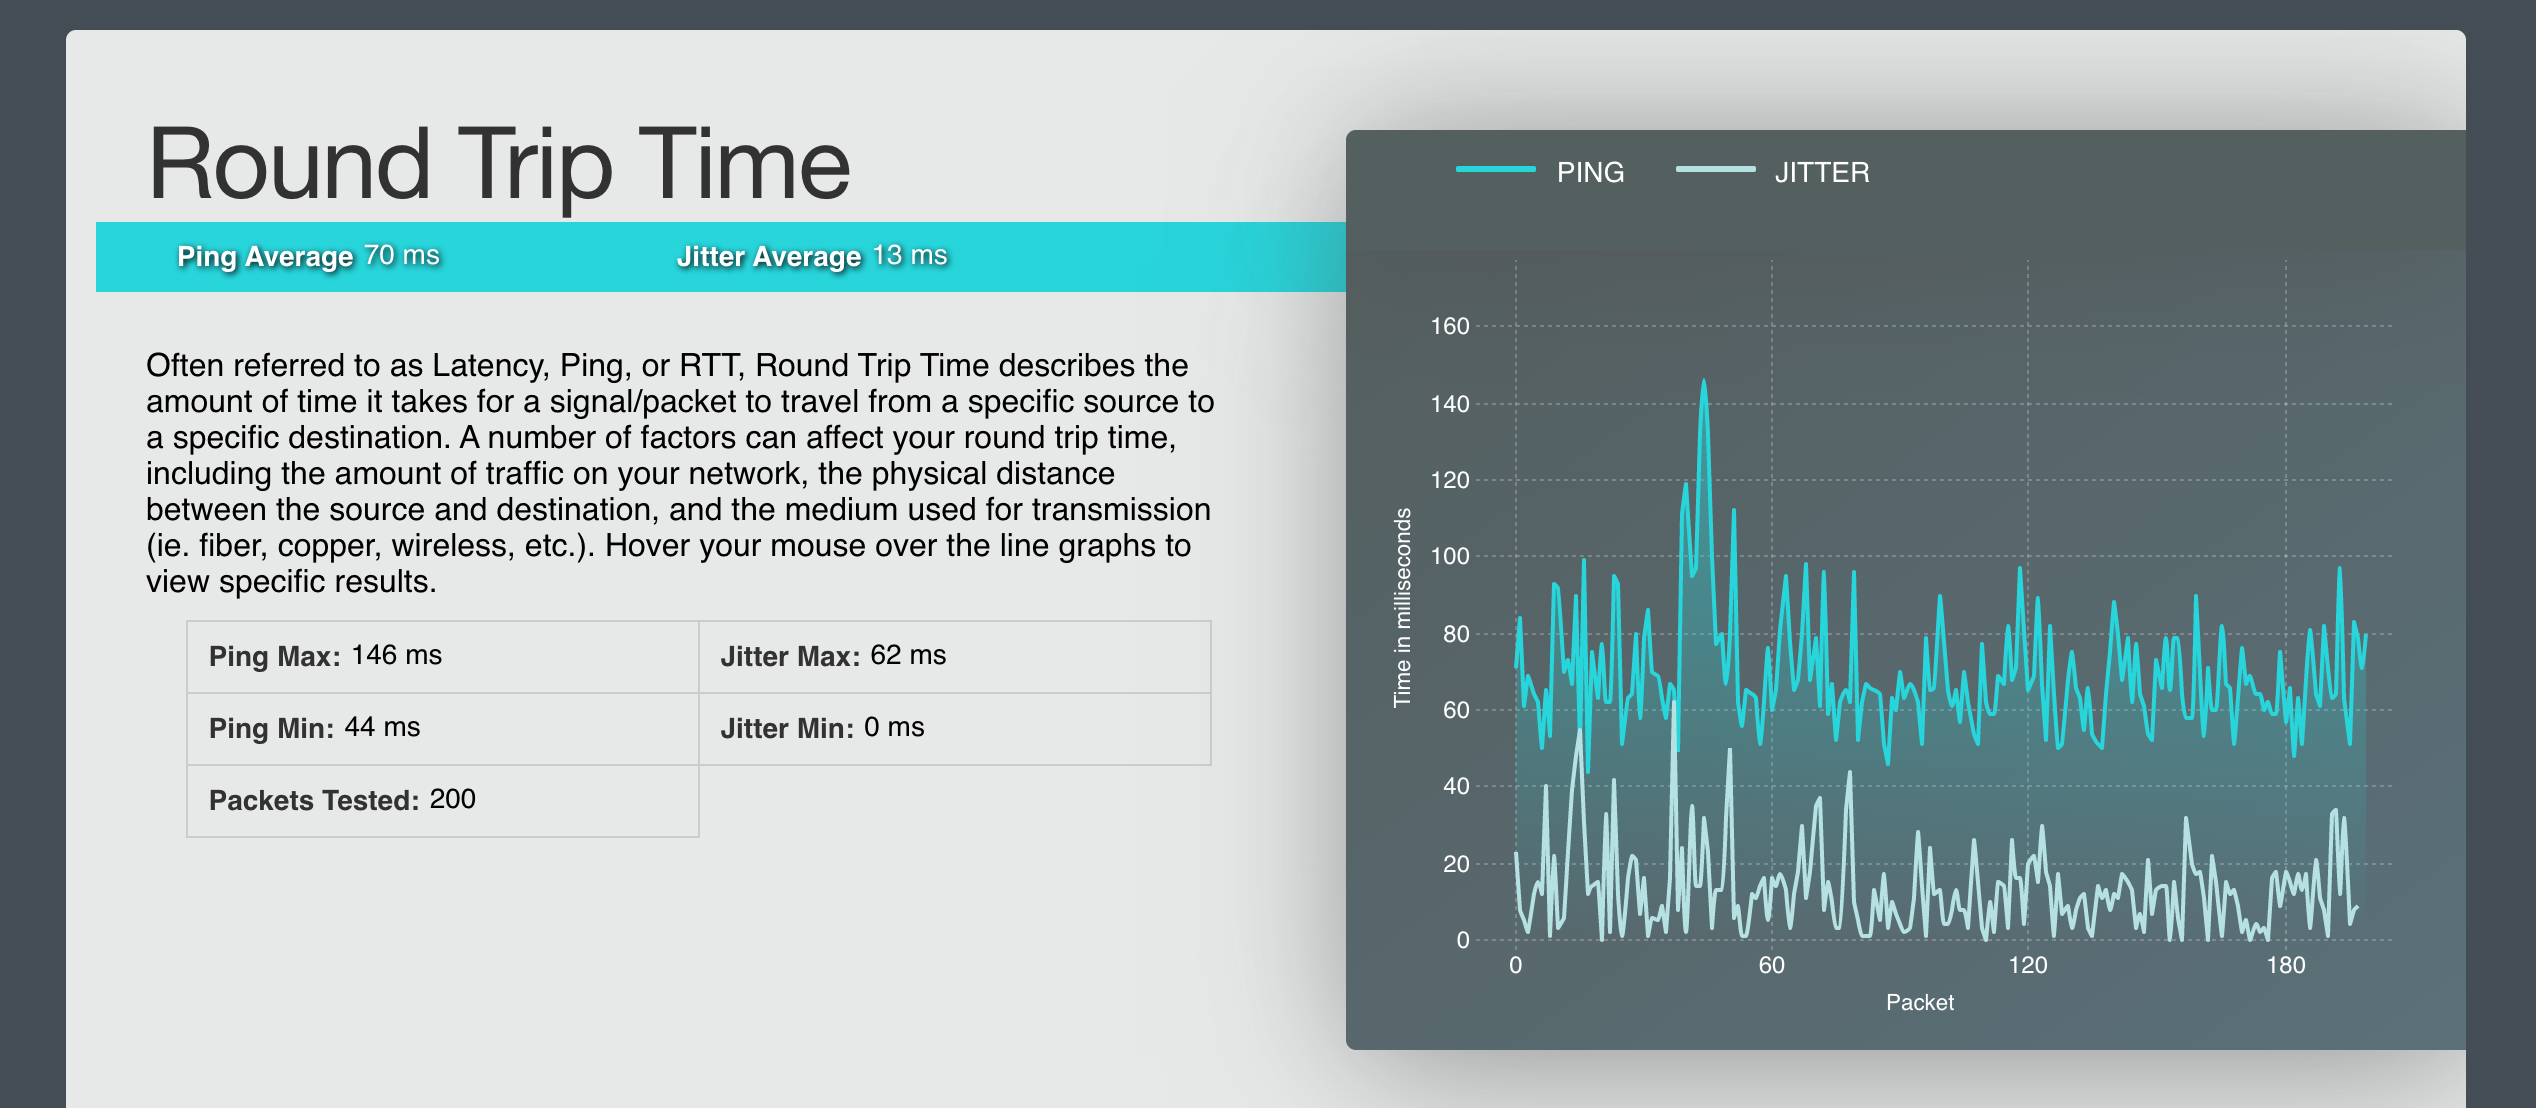 Round Trip Time
Ping Average 70 ms
Jitter Average 13 ms
Often referred to as Latency, Ping, or RTT, Round Trip Time describes the
amount of time it takes for a signal/packet to travel from a specific source to
a specific destination. A number of factors can affect your round trip time,
including the amount of traffic on your network, the physical distance
between the source and destination, and the medium used for transmission
(ie. fiber, copper, wireless, etc.). Hover your mouse over the line graphs to
view specific results.
Ping Max: 146 ms
Jitter Max: 62 ms
Ping Min: 44 ms
Jitter Min: 0 ms
Packets Tested: 200
PING
JITTER
Time in milliseconds
160
140
120
100
80
60
40
20
0
0
60
120
180
Packet